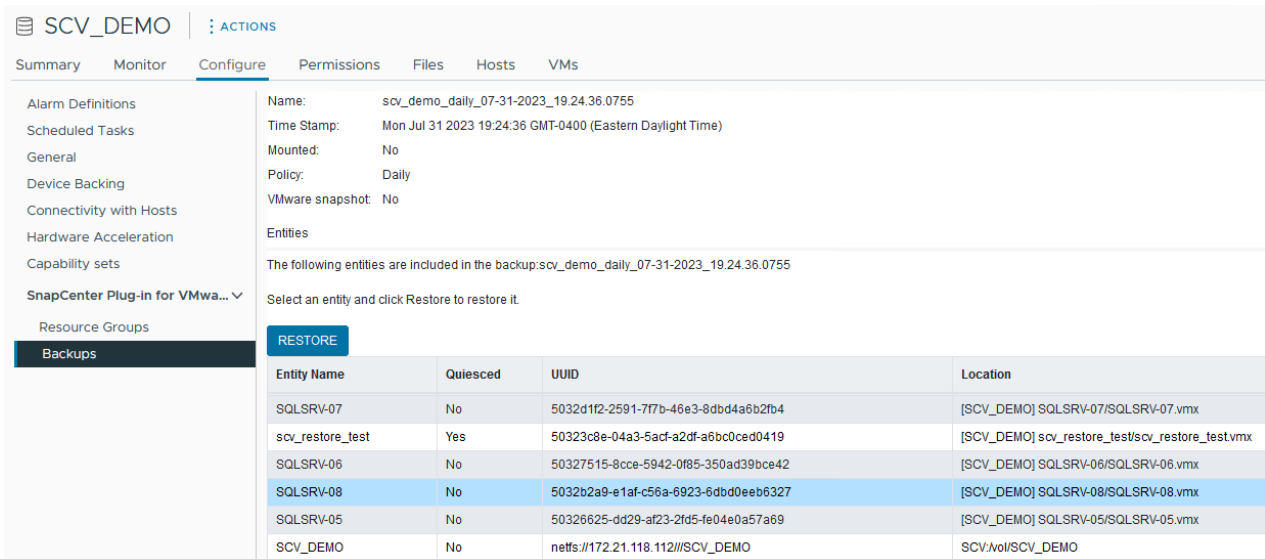 SCV_DEMO
ACTIONS
Summary Monitor Configure Permissions Files Hosts VMs
Alarm Definitions
Scheduled Tasks
General
Device Backing
Connectivity with Hosts
Hardware Acceleration
Capability sets
SnapCenter Plug-in for VMwa...
Resource Groups
Backups
Name: scv_demo_daily_07-31-2023_19.24.36.0755
Time Stamp: Mon Jul 31 2023 19:24:36 GMT-0400 (Eastern Daylight Time)
Mounted: No
Policy: Daily
VMware snapshot: No
Entities
The following entities are included in the backup:scv_demo_daily_07-31-2023_19.24.36.0755
Select an entity and click Restore to restore it.
RESTORE
Entity Name Quiesced UUID Location
SQLSRV-07 No 5032d1f2-2591-7f7b-46e3-8dbd4a6b2fb4 [SCV_DEMO] SQLSRV-07/SQLSRV-07.vmx
scv_restore_test Yes 50323c8e-04a3-5acf-a2df-a6bc0ced0419 [SCV_DEMO] scv_restore_test/scv_restore_test.vmx
SQLSRV-06 No 50327515-8cce-5942-0f85-350ad39bce42 [SCV_DEMO] SQLSRV-06/SQLSRV-06.vmx
SQLSRV-08 No 5032b2a9-e1af-c56a-6923-6dbd0eeb6327 [SCV_DEMO] SQLSRV-08/SQLSRV-08.vmx
SQLSRV-05 No 50326625-dd29-af23-2fd5-fe04e0a57a69 [SCV_DEMO] SQLSRV-05/SQLSRV-05.vmx
SCV_DEMO No netfs://172.21.118.112///SCV_DEMO SCV:/vol/SCV_DEMO